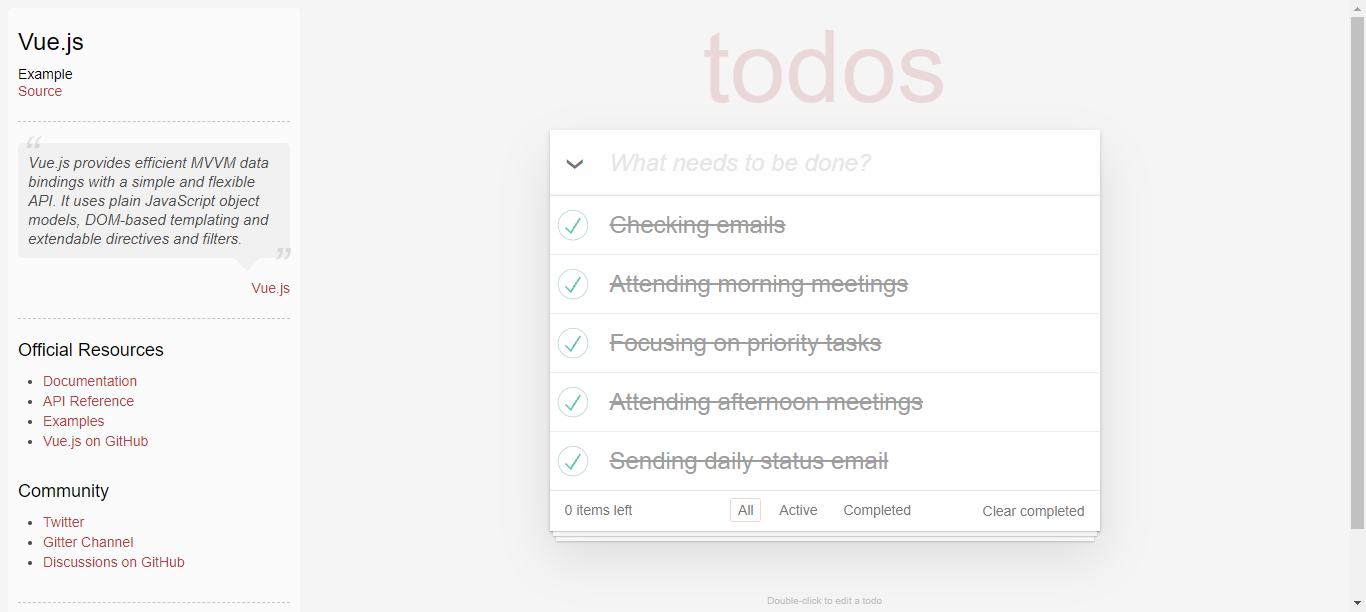 Vue.js
Example
Source
“
Vue.js provides efficient MVVM data
bindings with a simple and flexible
API. It uses plain JavaScript object
models, DOM-based templating and
extendable directives and filters.
”
Vue.js
Official Resources
Documentation
API Reference
Examples
Vue.js on GitHub
Community
Twitter
Gitter Channel
Discussions on GitHub
todos
What needs to be done?
Checking emails
Attending morning meetings
Focusing on priority tasks
Attending afternoon meetings
Sending daily status email
0 items left All Active Completed Clear completed
Double-click to edit a todo